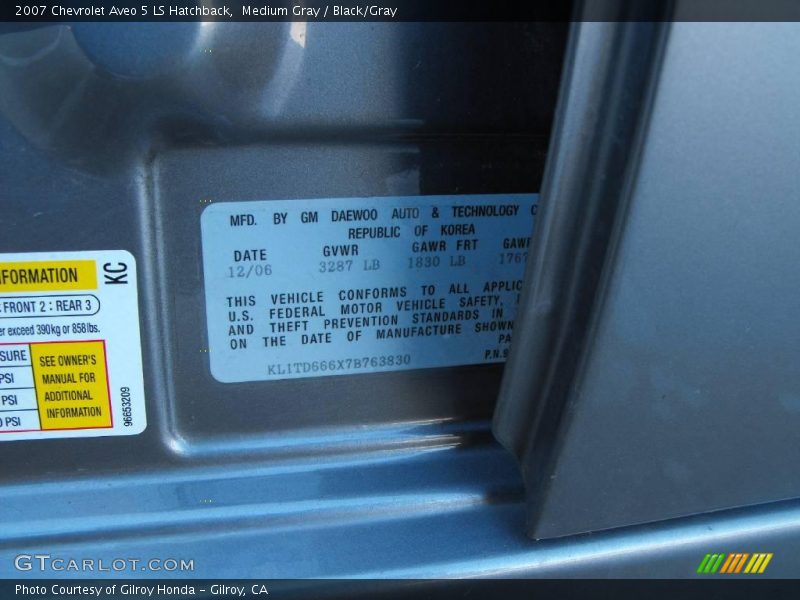 2007 Chevrolet Aveo 5 LS Hatchback, Medium Gray / Black/Gray
MFD. BY GM DAEWOO AUTO & TECHNOLOGY
REPUBLIC OF KOREA
DATE GVWR GAWR FRT
12/06 3287 LB 1830 LB
THIS VEHICLE CONFORMS TO ALL
U.S. FEDERAL MOTOR VEHICLE SAFETY,
AND THEFT PREVENTION STANDARDS IN
ON THE DATE OF MANUFACTURE SHOWN
P.N.
KL1TD666X7B763830
KC
FRONT 2 : REAR 3
exceed 390kg or 858lbs.
PSI
PSI
PSI
SEE OWNER'S
MANUAL FOR
ADDITIONAL
INFORMATION
96653209
GTCARLOT.COM
Photo Courtesy of Gilroy Honda - Gilroy, CA